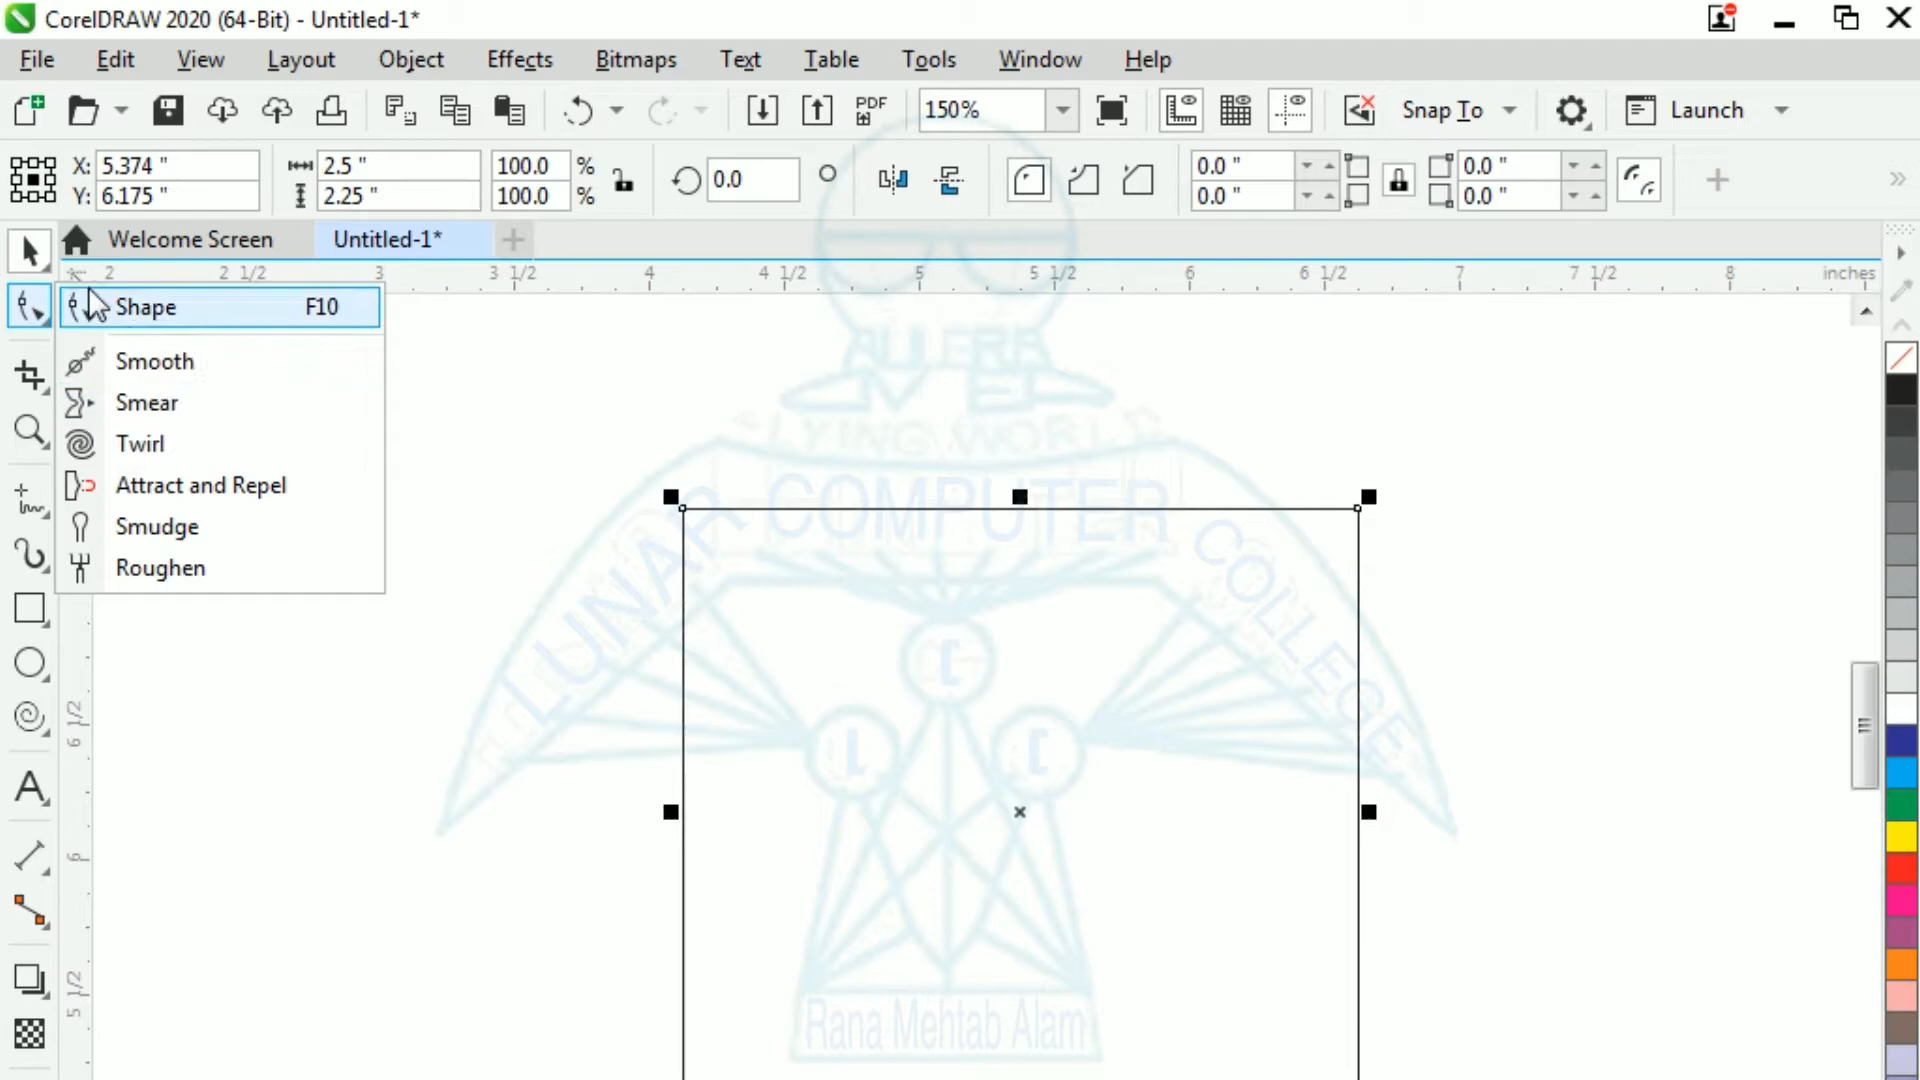 CorelDRAW 2020 (64-Bit) - Untitled-1*
File Edit View Layout Object Effects Bitmaps Text Table Tools Window Help
PDF 150% Snap To Launch
X: 5.374 " 2.5 " 100.0 % 0.0 0.0 " 0.0 "
Y: 6.175 " 2.25 " 100.0 % 0.0 " 0.0 "
Welcome Screen Untitled-1*
2 2 1/2 3 3 1/2 4 4 1/2 5 5 1/2 6 6 1/2 7 7 1/2 8 inches
Shape F10
Smooth
Smear
Twirl
Attract and Repel
Smudge
Roughen
6 1/2
6
5 1/2
LUNAR COMPUTER COLLEGE
Rana Mehtab Alam